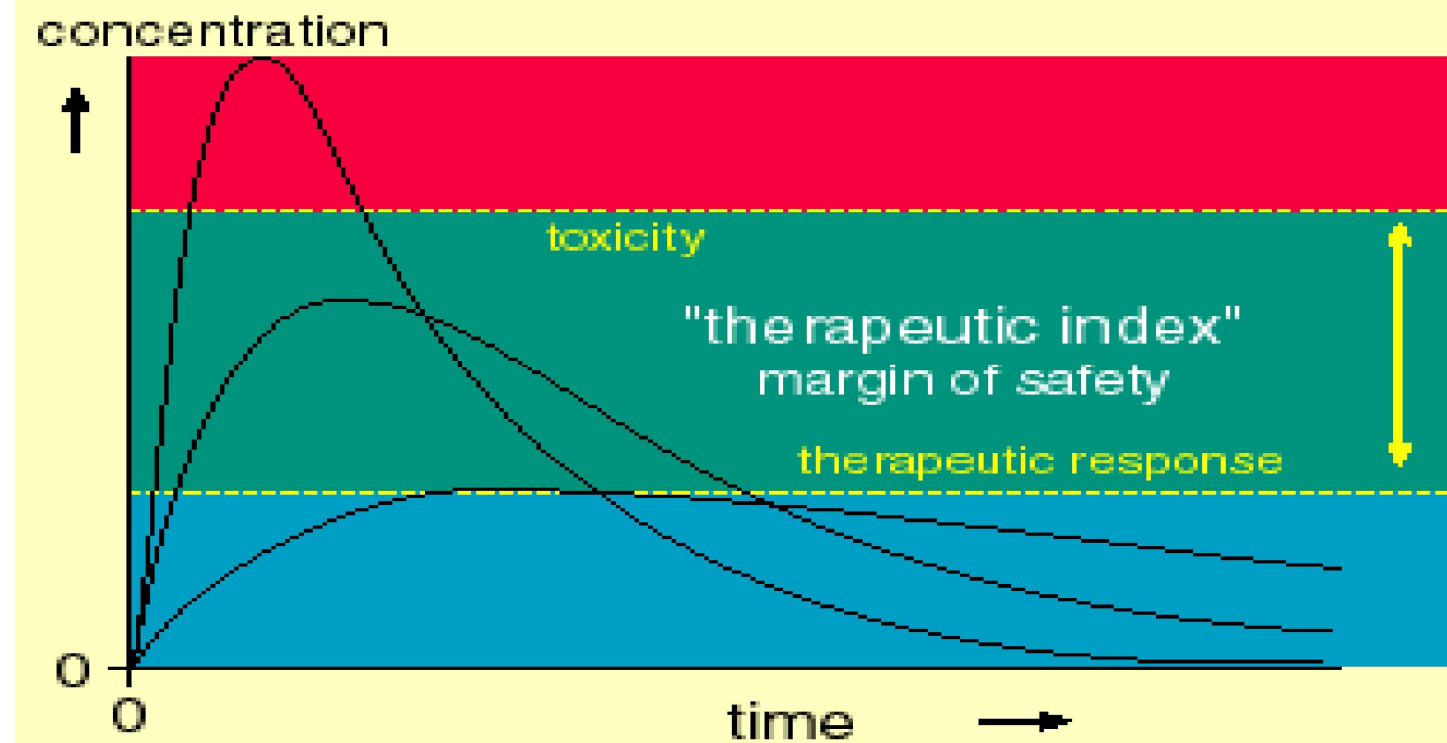 concentration
toxicity
"therapeutic index"
margin of safety
therapeutic response
0
0
time